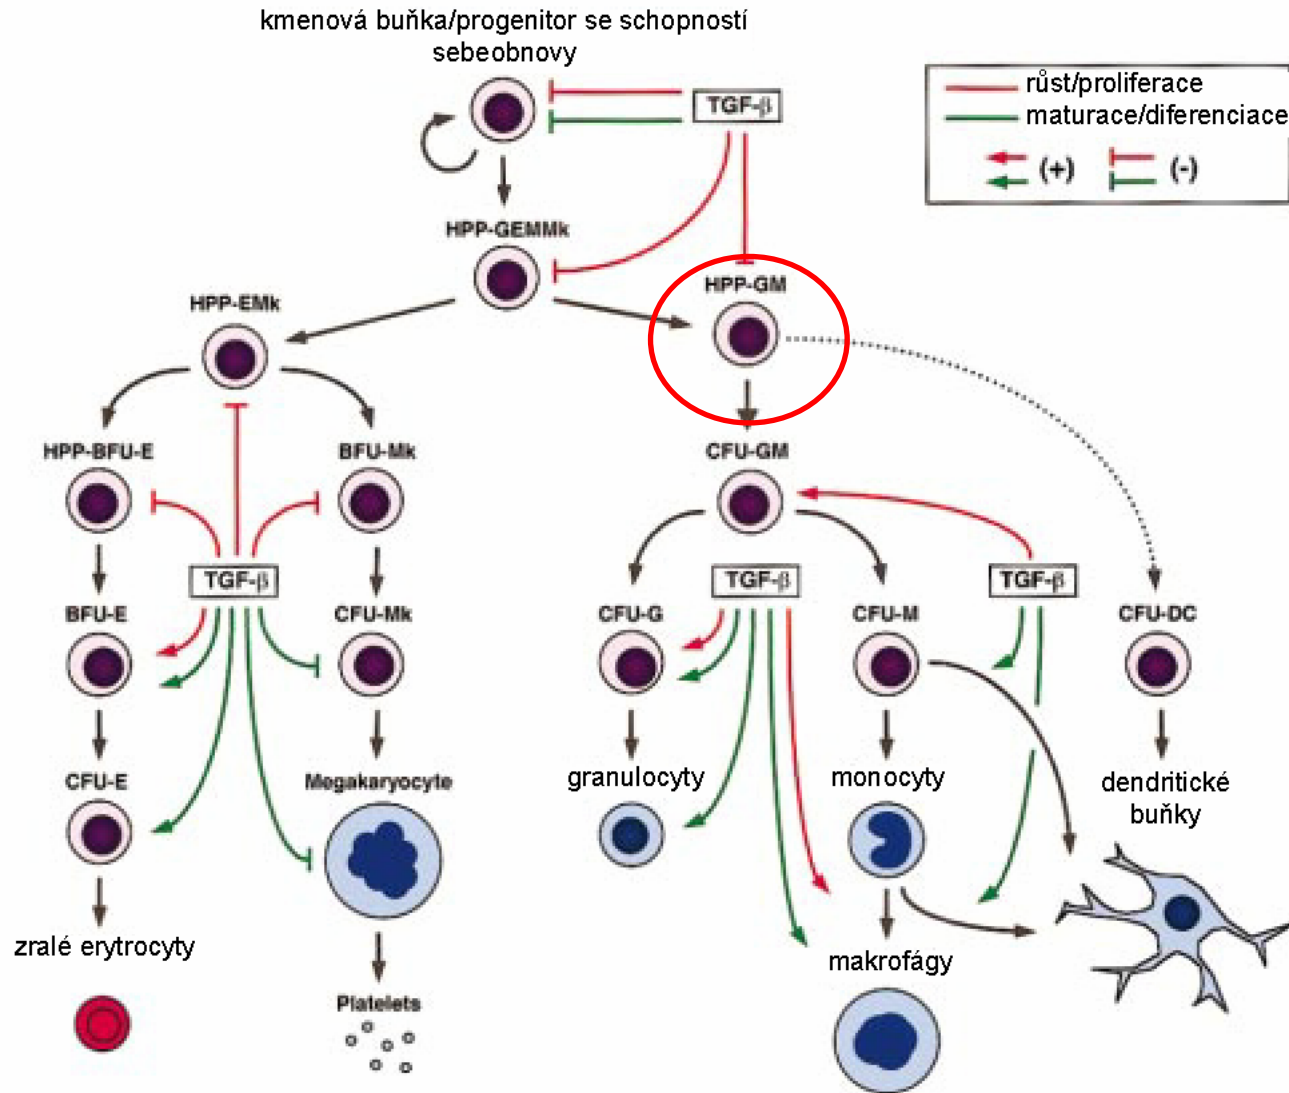 kmenová buňka/progenitor se schopností
sebeobnovy
TGF-β
růst/proliferace
maturace/diferenciace
(+)
(-)
HPP-GEMMk
HPP-GM
HPP-EMk
HPP-BFU-E
BFU-Mk
CFU-GM
TGF-β
TGF-β
TGF-β
BFU-E
CFU-Mk
CFU-G
CFU-M
CFU-DC
CFU-E
Megakaryocyte
granulocyty
monocyty
dendritické
buňky
zralé erytrocyty
Platelets
makrofágy